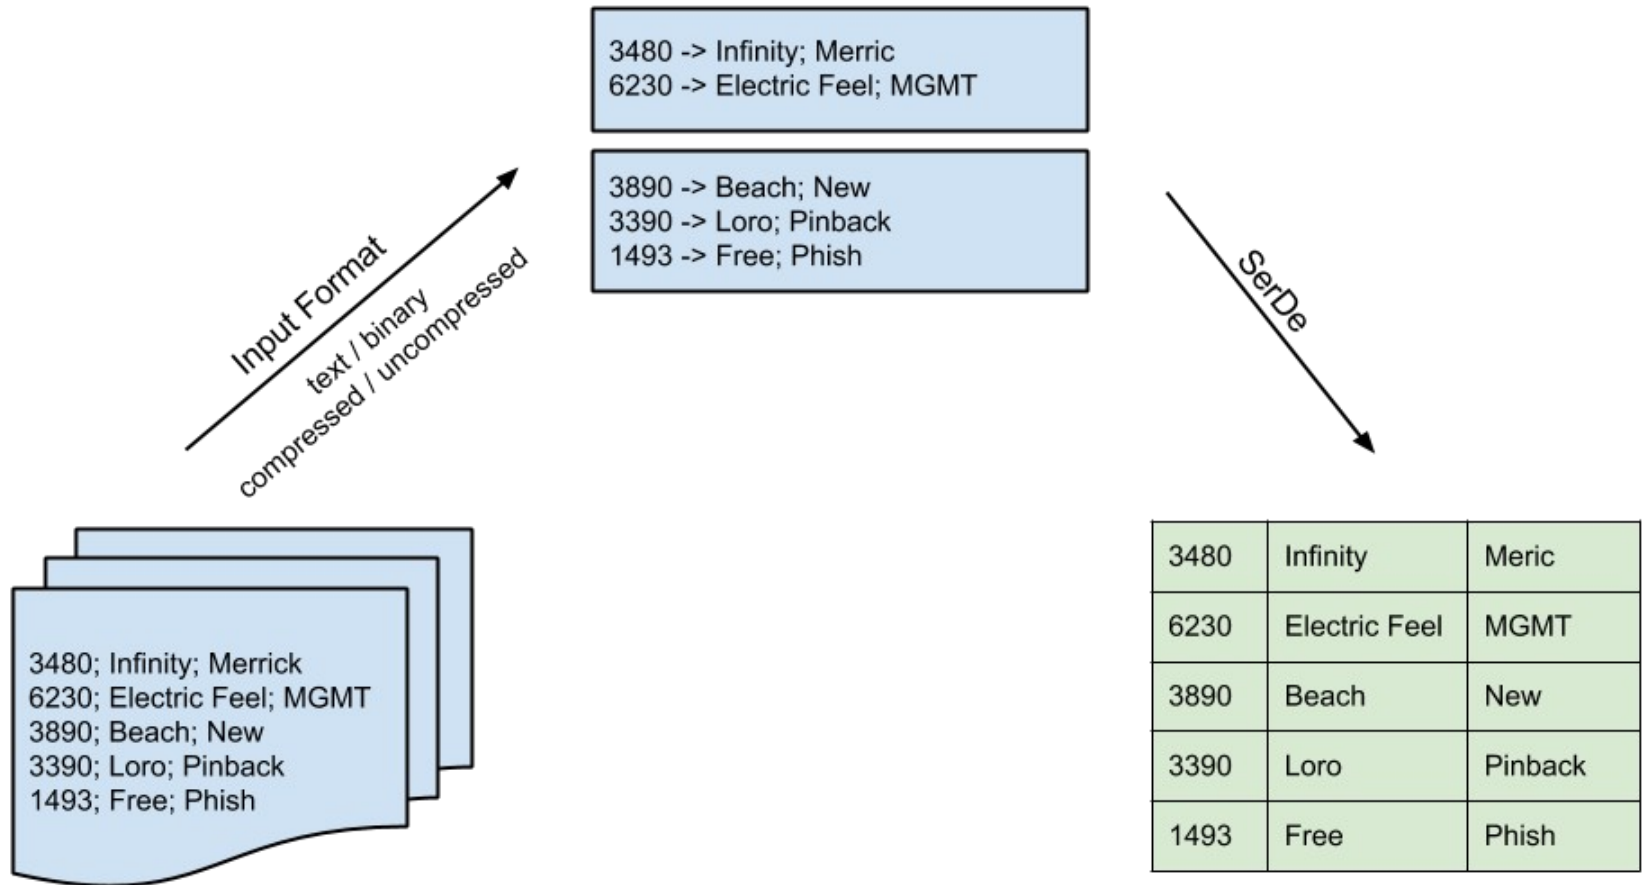 3480 -> Infinity; Merric
6230 -> Electric Feel; MGMT
3890 -> Beach; New
3390 -> Loro; Pinback
1493 -> Free; Phish
Input Format
text / binary
compressed / uncompressed
SerDe
3480; Infinity; Merrick
6230; Electric Feel; MGMT
3890; Beach; New
3390; Loro; Pinback
1493; Free; Phish
3480 Infinity Meric
6230 Electric Feel MGMT
3890 Beach New
3390 Loro Pinback
1493 Free Phish